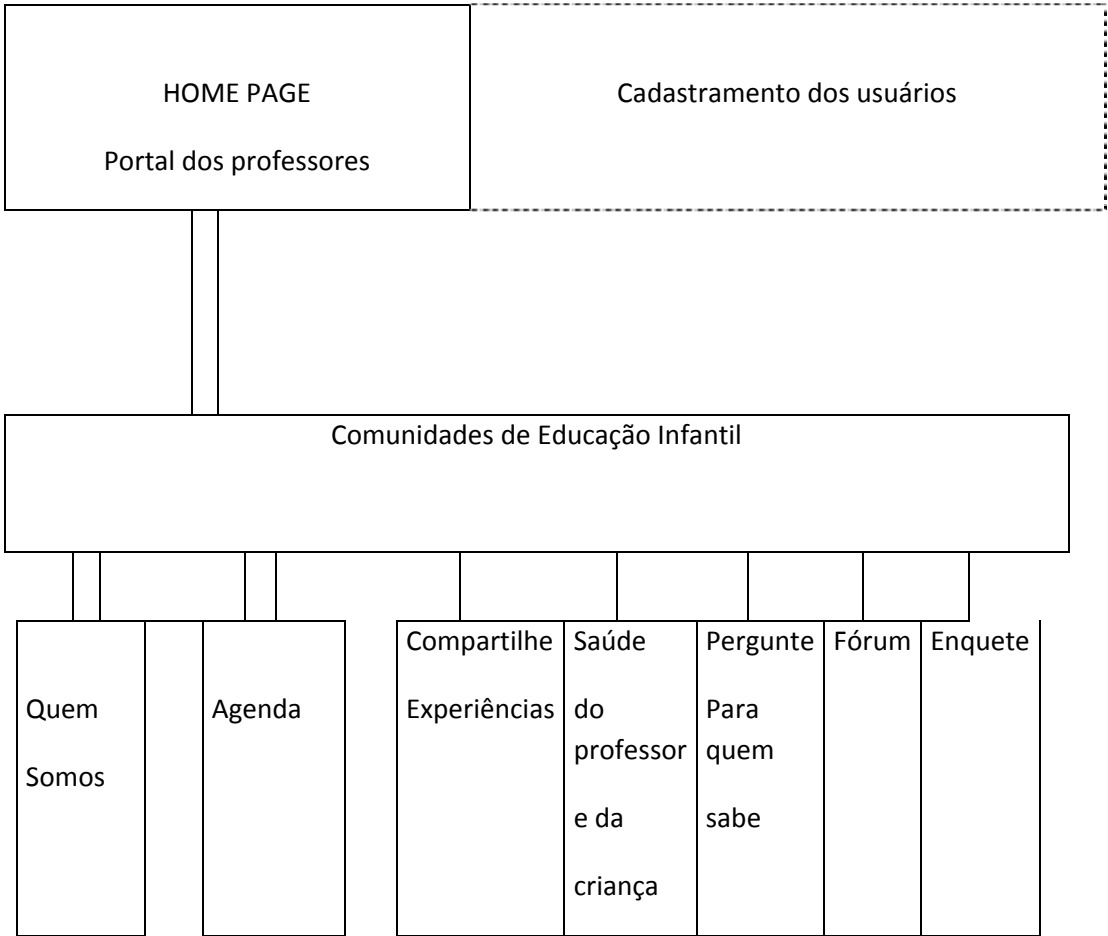 HOME PAGE
Portal dos professores
Cadastramento dos usuários
Comunidades de Educação Infantil
Quem
Somos
Agenda
Compartilhe
Experiências
Saúde
do
professor
e da
criança
Pergunte
Para
quem
sabe
Fórum
Enquete